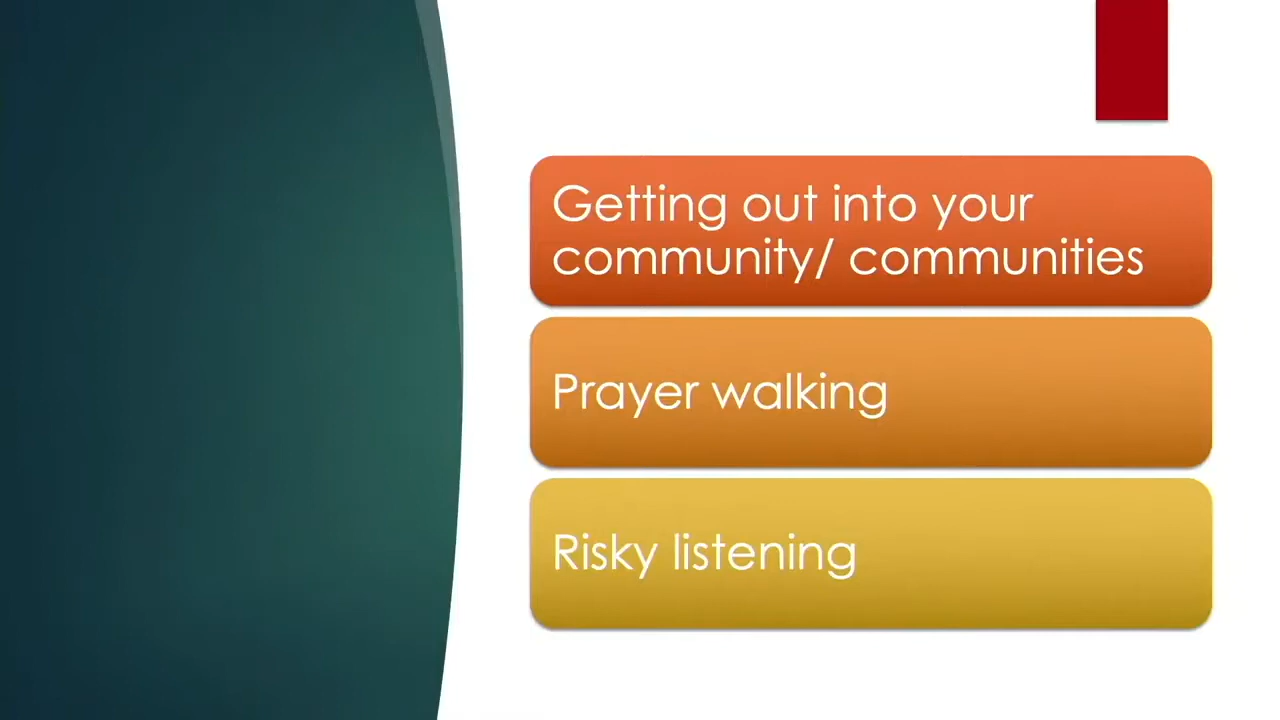 Getting out into your
community/ communities
Prayer walking
Risky listening